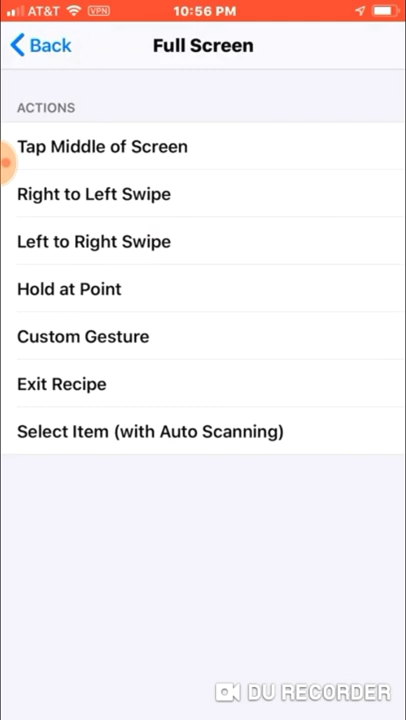 AT&T VPN 10:56 PM
Back Full Screen
ACTIONS
Tap Middle of Screen
Right to Left Swipe
Left to Right Swipe
Hold at Point
Custom Gesture
Exit Recipe
Select Item (with Auto Scanning)
DU RECORDER